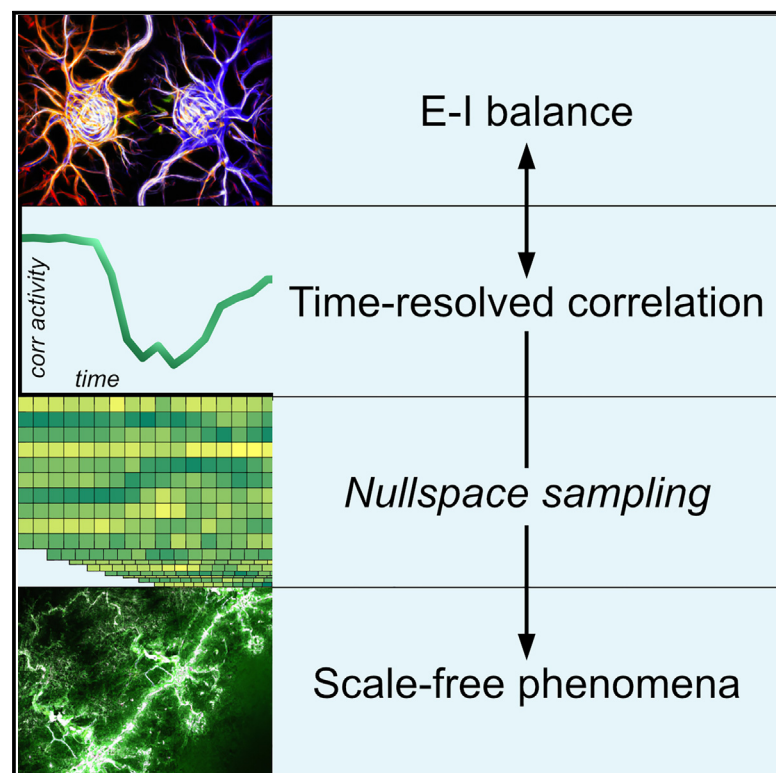 E-I balance
corr activity
time
Time-resolved correlation
Nullspace sampling
Scale-free phenomena